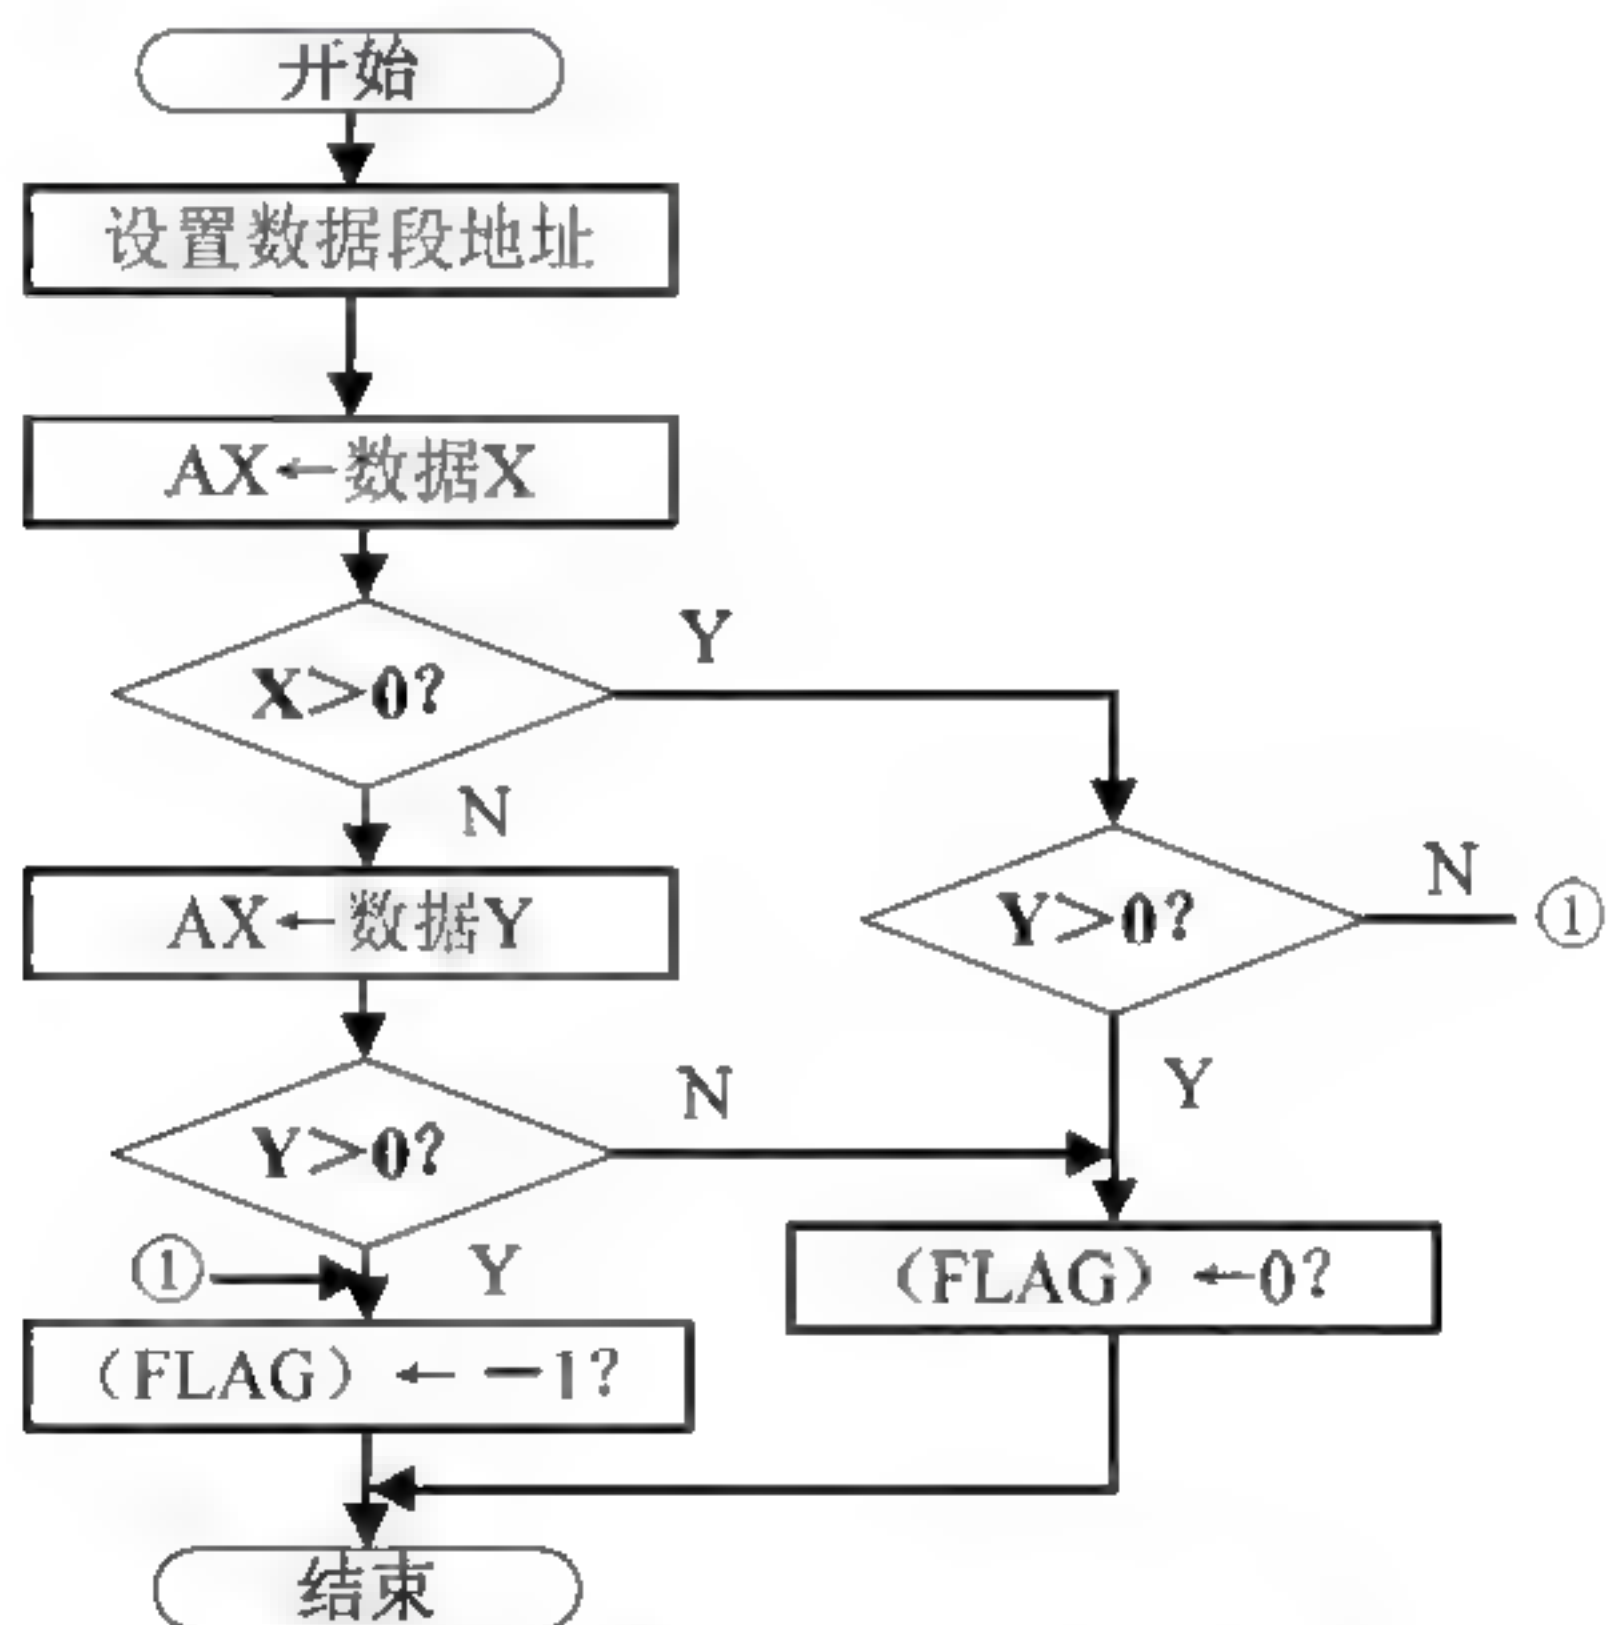 开始
设置数据段地址
AX←数据X
X>0?
Y
N
AX←数据Y
Y>0?
N
①
Y>0?
N
Y
①
Y
(FLAG) ←0?
(FLAG) ← －1?
结束